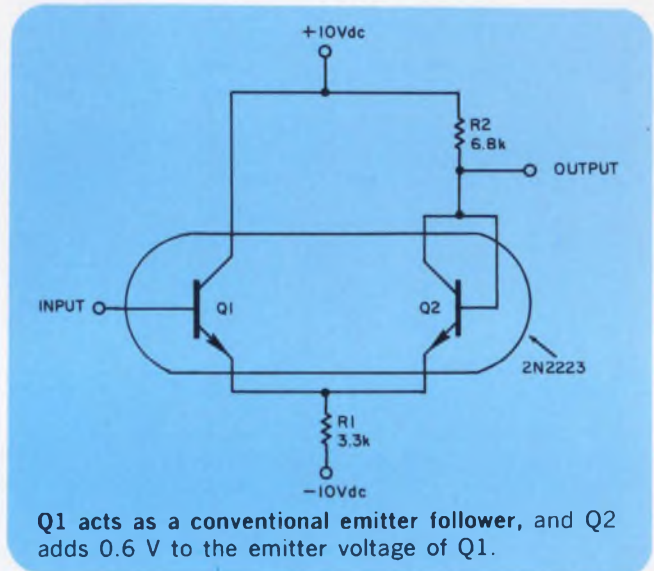 +10Vdc
R2
6.8k
OUTPUT
INPUT
Q1
Q2
2N2223
R1
3.3k
-10Vdc
Q1 acts as a conventional emitter follower, and Q2
adds 0.6 V to the emitter voltage of Q1.